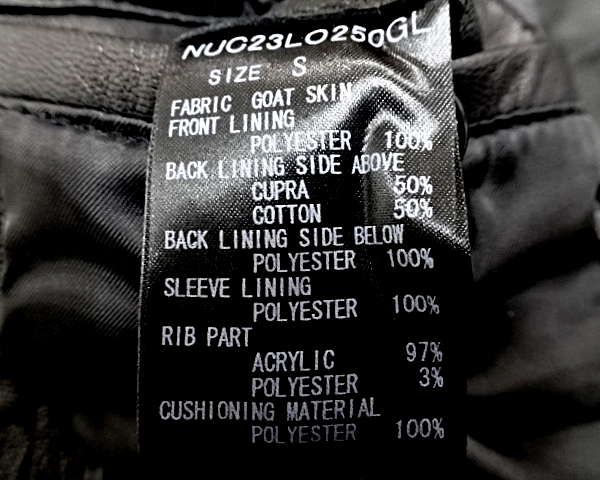 NUC23LO250GL
SIZE S
FABRIC GOAT SKIN
FRONT LINING
POLYESTER 100%
BACK LINING SIDE ABOVE
CUPRA 50%
COTTON 50%
BACK LINING SIDE BELOW
POLYESTER 100%
SLEEVE LINING
POLYESTER 100%
RIB PART
ACRYLIC 97%
POLYESTER 3%
CUSHIONING MATERIAL
POLYESTER 100%